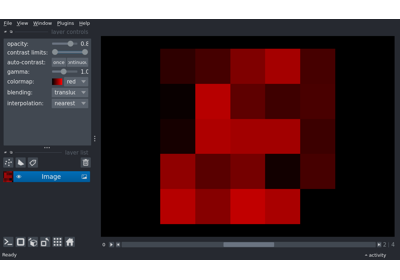 File View Window Plugins Help
layer controls
opacity: 0.8
contrast limits:
auto-contrast: once continuous
gamma: 1.0
colormap: red
blending: translu
interpolation: nearest
layer list
Image
2 4
Ready activity